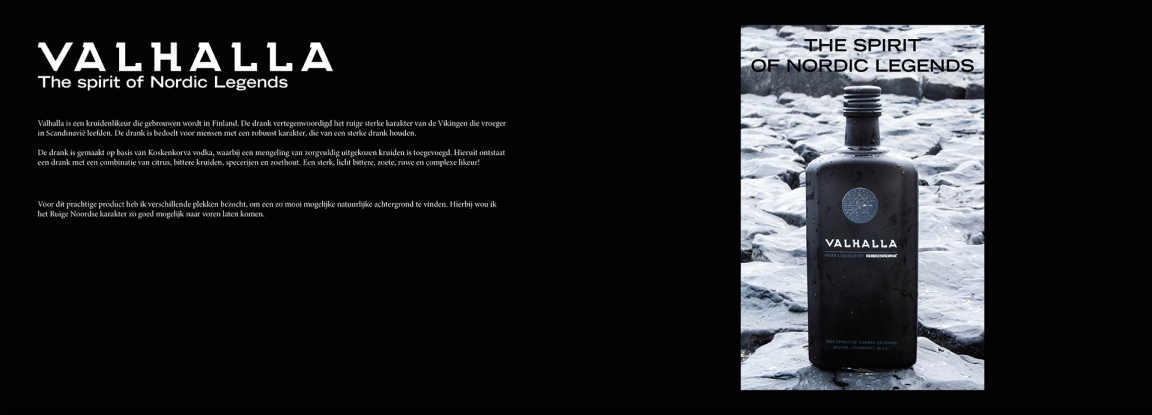 VALHALLA
The spirit of Nordic Legends
Valhalla is een kruidenlikeur die gebrouwen wordt in Finland. De drank vertegenwoordigd het ruige sterke karakter van de Vikingen die vroeger
in Scandinavië leefden. De drank is bedoelt voor mensen met een robuust karakter, die van een sterke drank houden.
De drank is gemaakt op basis van Koskenkorva vodka, waarbij een mengeling van zorgvuldig uitgekozen kruiden is toegevoegd. Hieruit ontstaat
een drank met een combinatie van citrus, bittere kruiden, specerijen en zoethout. Een sterk, licht bittere, zoete, ruwe en complexe likeur!
Voor dit prachtige product heb ik verschillende plekken bezocht, om een zo mooi mogelijke natuurlijke achtergrond te vinden. Hierbij wou ik
het Ruige Noordse karakter zo goed mogelijk naar voren laten komen.
THE SPIRIT
OF NORDIC LEGENDS
VALHALLA
HERB LIQUEUR BY KOSKENKORVA
THE SPIRIT OF NORDIC LEGENDS